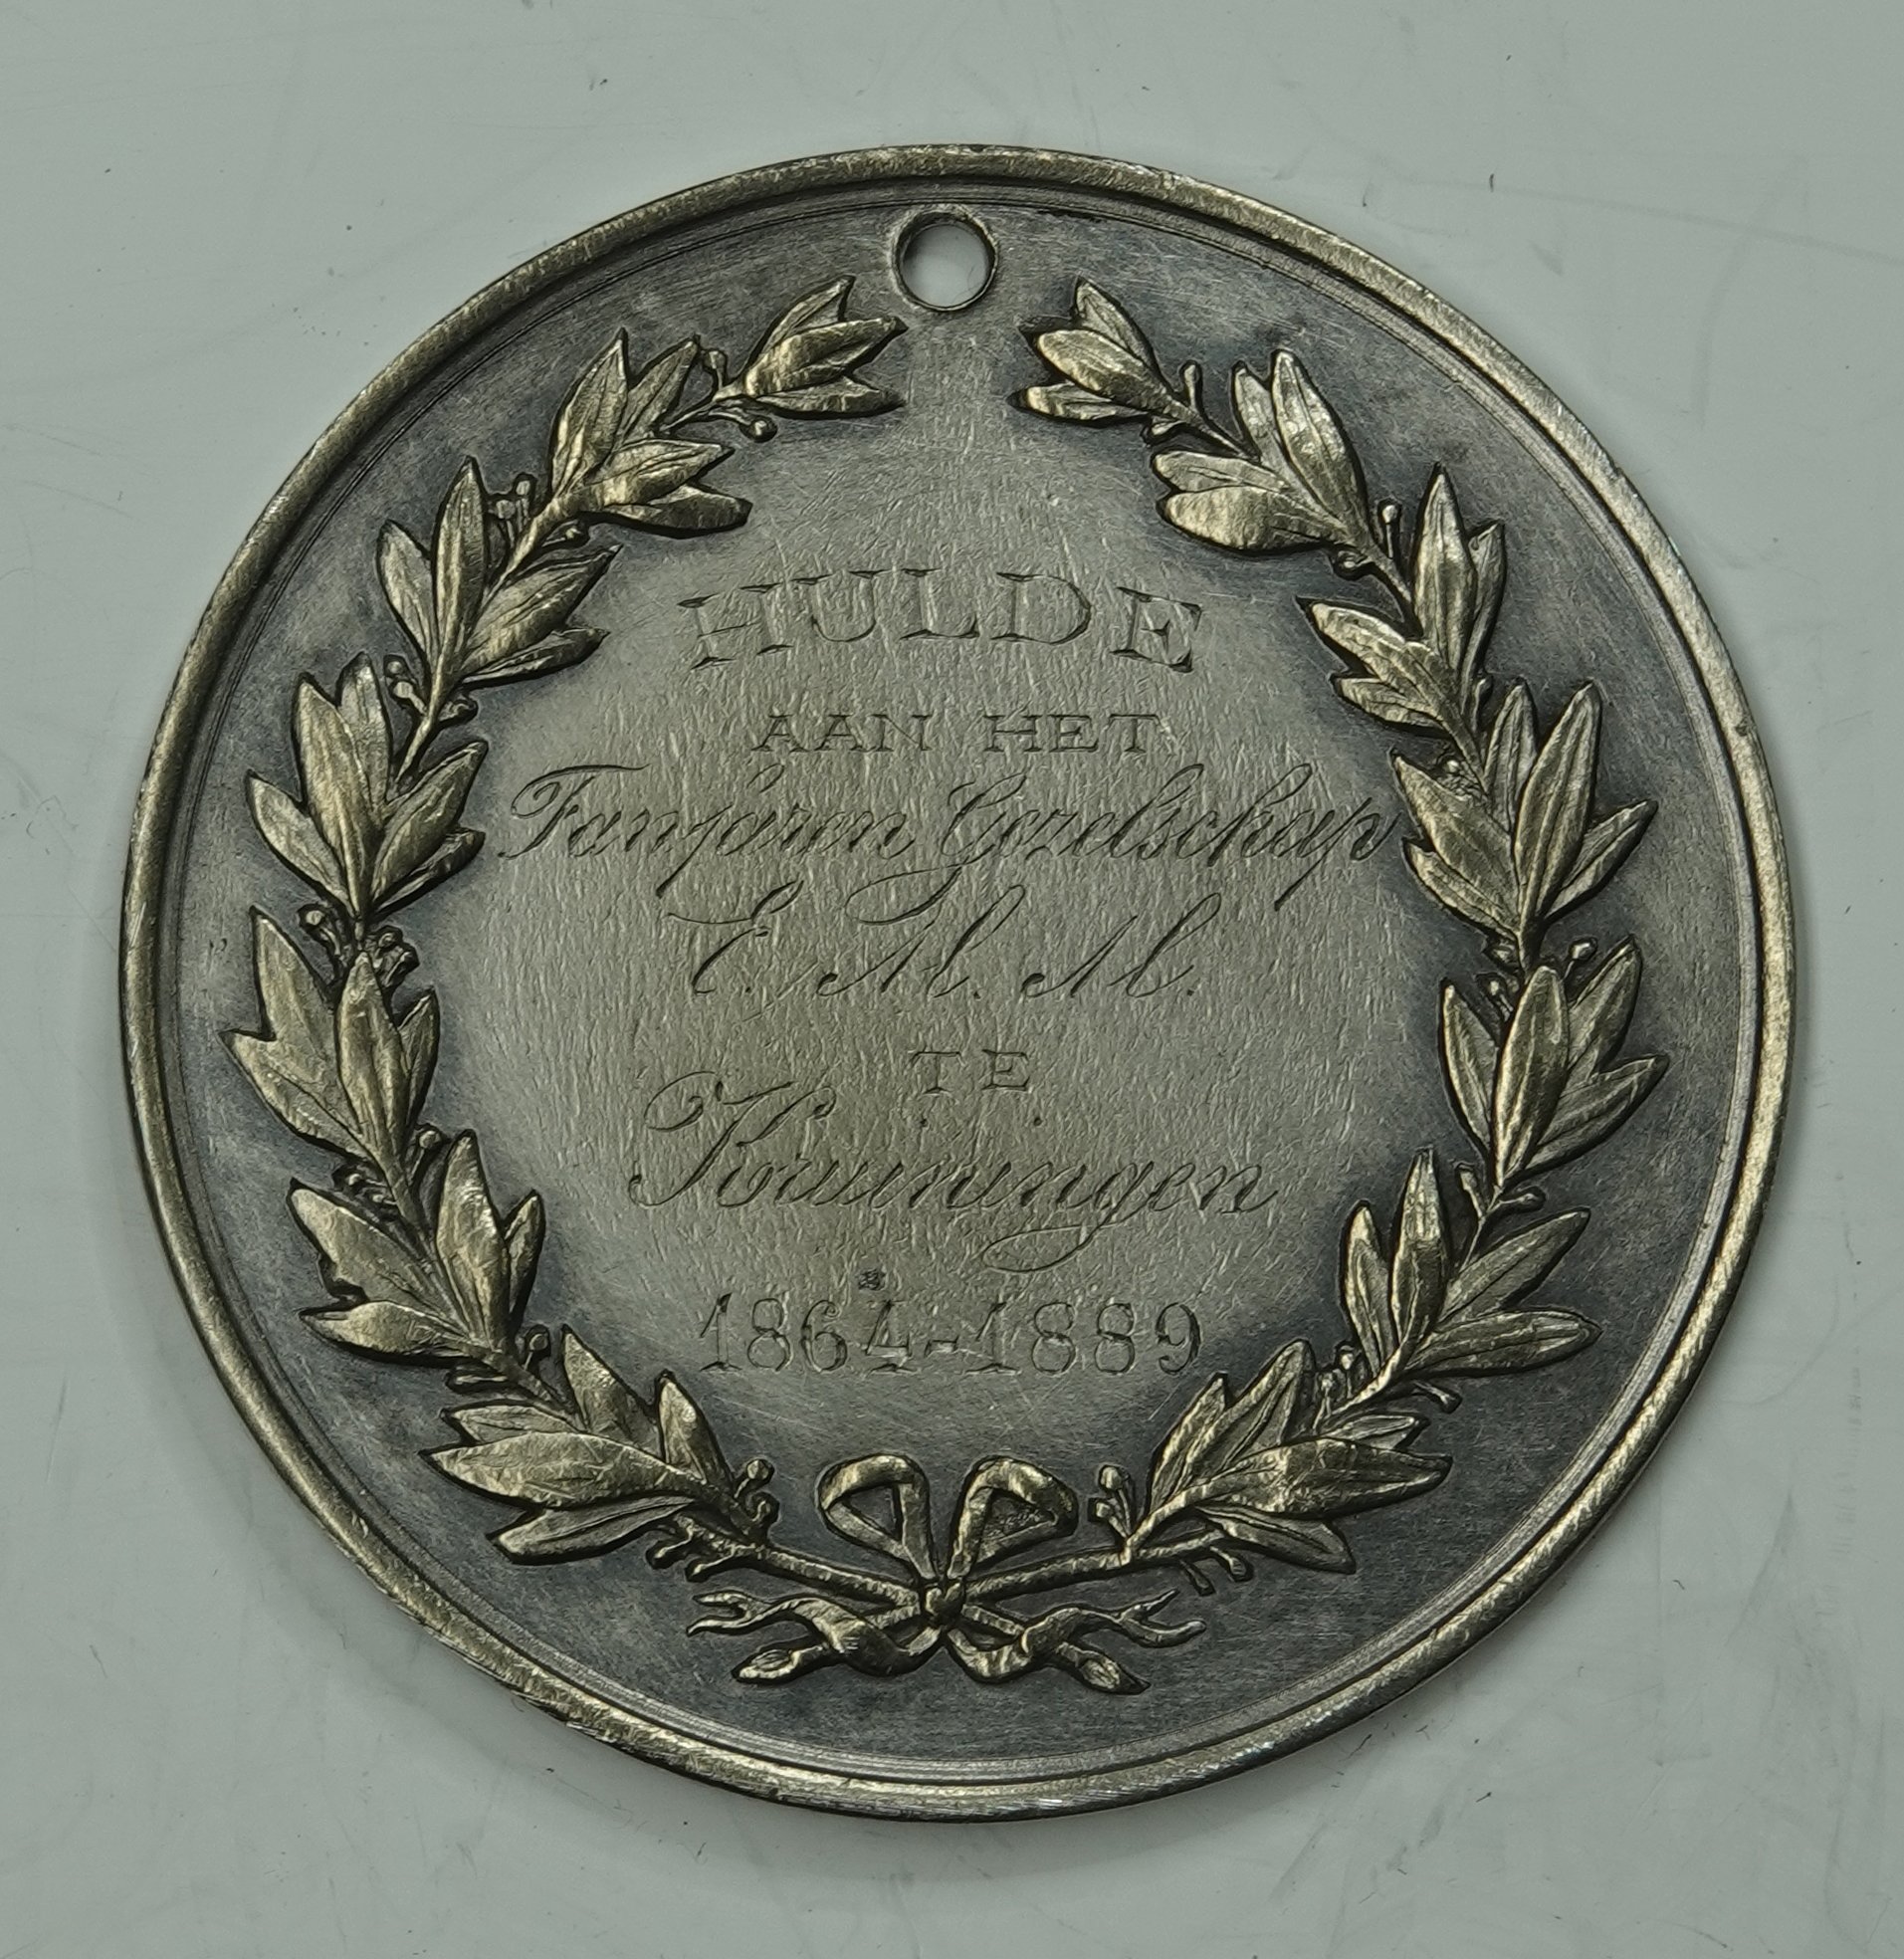 HULDE
AAN HET
Fanfaren Gezelschap
E. M. M.
TE
Kruiningen
1864-1889